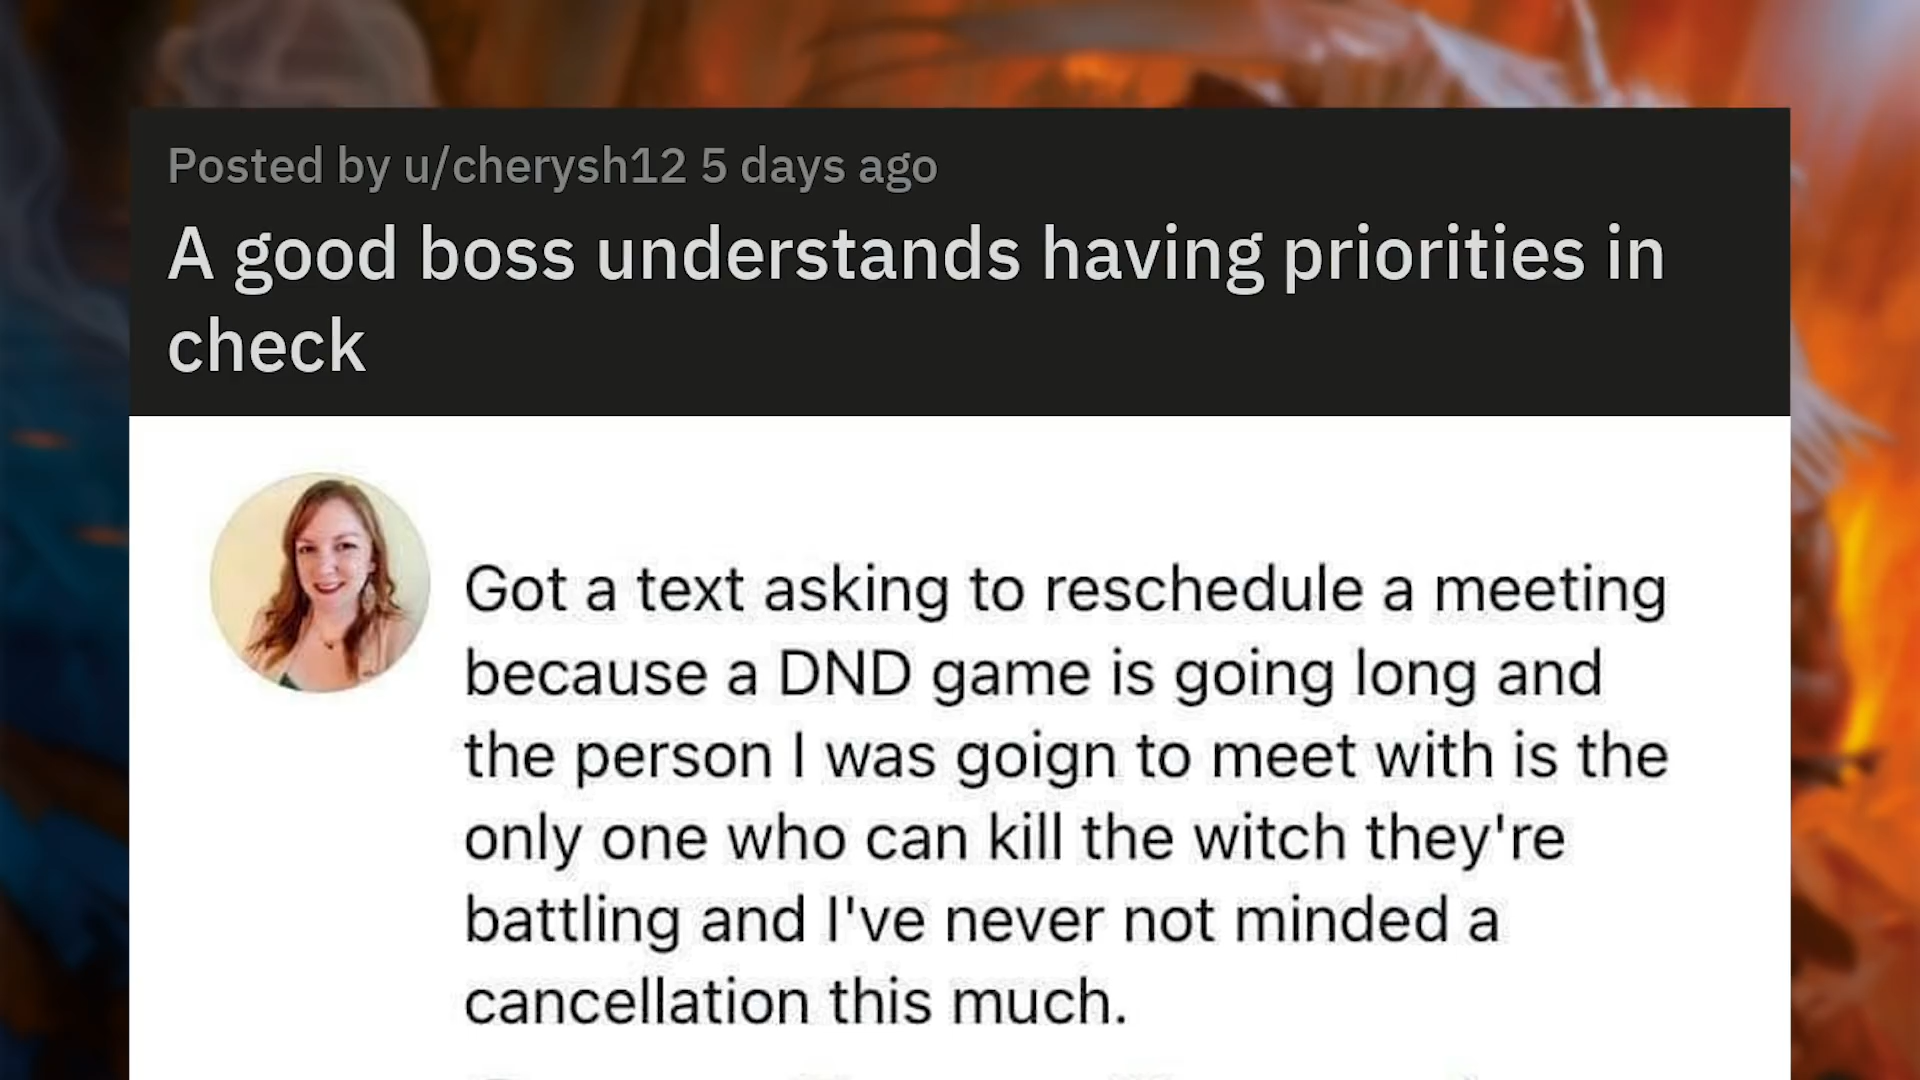 Posted by u/cherysh12 5 days ago
A good boss understands having priorities in
check
Got a text asking to reschedule a meeting
because a DND game is going long and
the person I was goign to meet with is the
only one who can kill the witch they're
battling and I've never not minded a
cancellation this much.